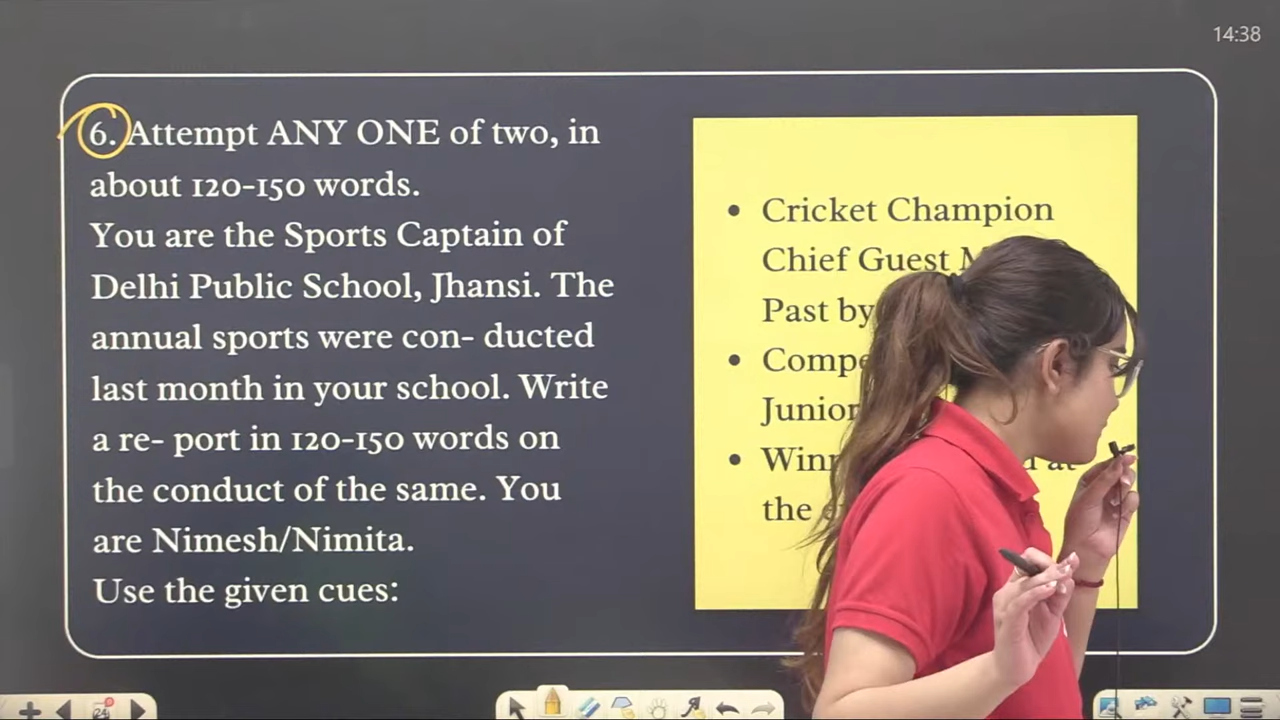 14:38
6. Attempt ANY ONE of two, in
about 120-150 words.
You are the Sports Captain of
Delhi Public School, Jhansi. The
annual sports were con- ducted
last month in your school. Write
a re- port in 120-150 words on
the conduct of the same. You
are Nimesh/Nimita.
Use the given cues:
• Cricket Champion
Chief Guest
Past by
•
Junior
•
the
24